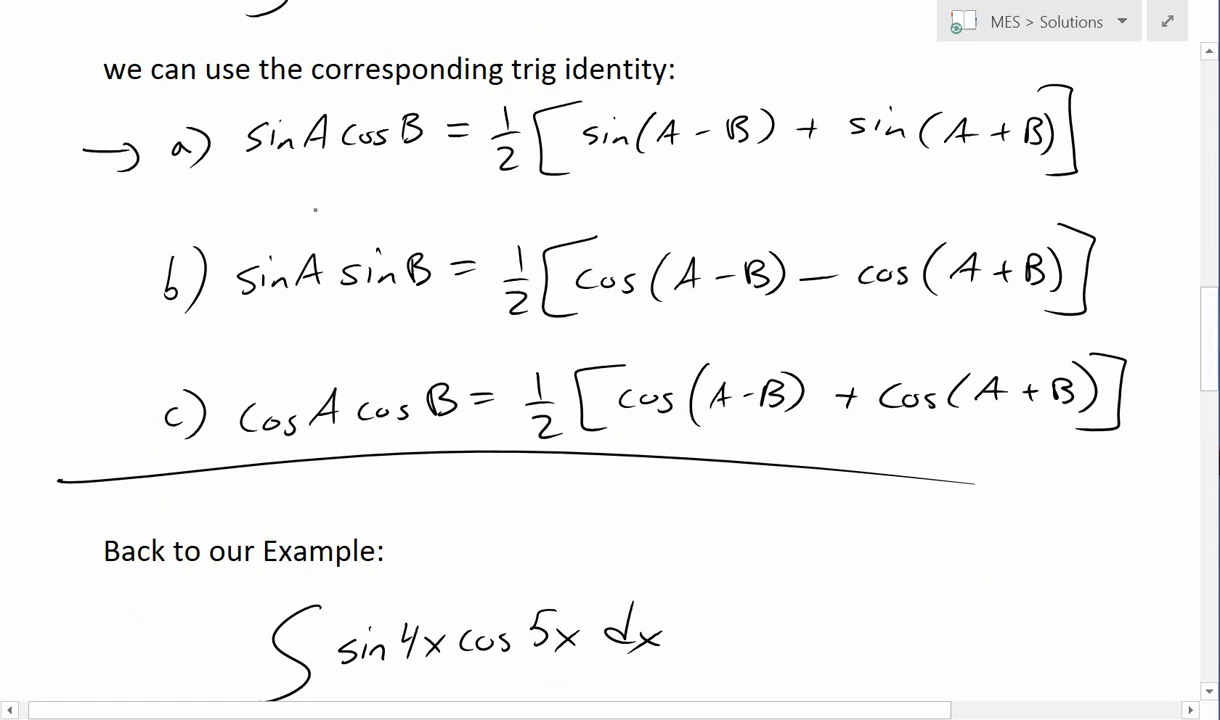 MES > Solutions
we can use the corresponding trig identity:
→ a) sin A cos B = 1/2 [ sin(A - B) + sin(A + B) ]
b) sin A sin B = 1/2 [ cos(A - B) - cos(A + B) ]
c) cos A cos B = 1/2 [ cos(A - B) + cos(A + B) ]
Back to our Example:
∫ sin 4x cos 5x dx